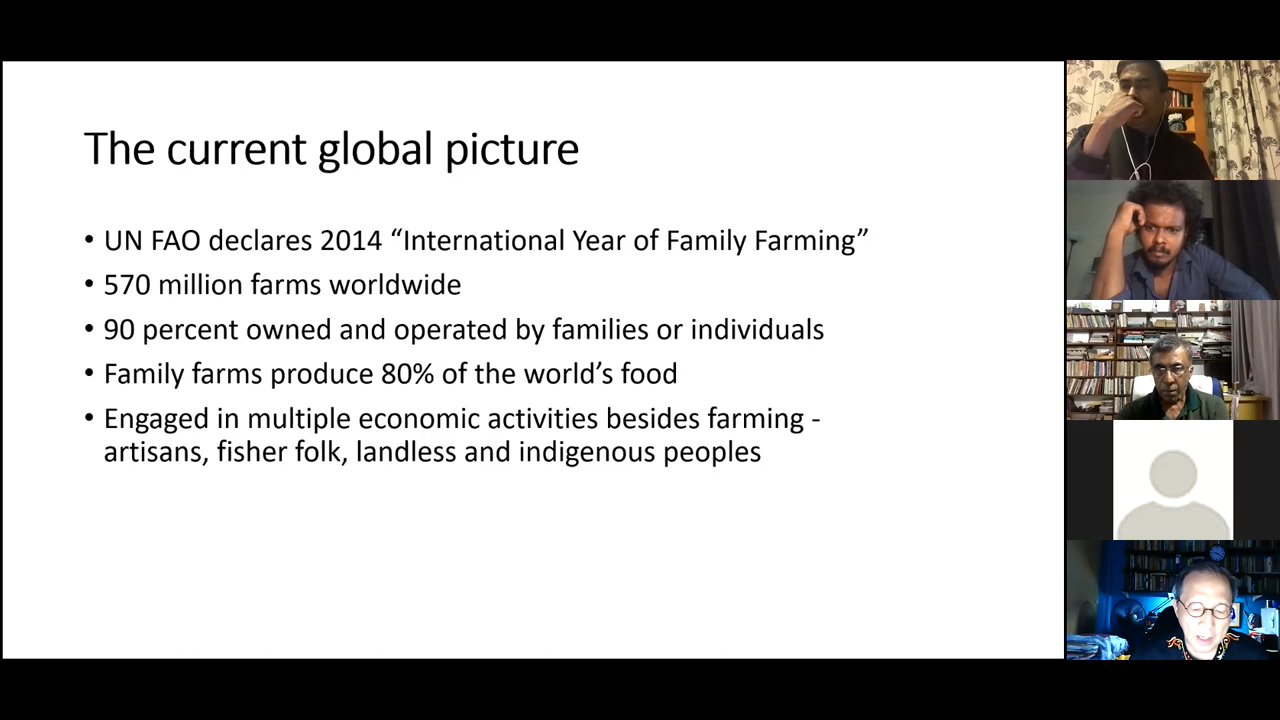 The current global picture
• UN FAO declares 2014 “International Year of Family Farming”
• 570 million farms worldwide
• 90 percent owned and operated by families or individuals
• Family farms produce 80% of the world’s food
• Engaged in multiple economic activities besides farming -
artisans, fisher folk, landless and indigenous peoples